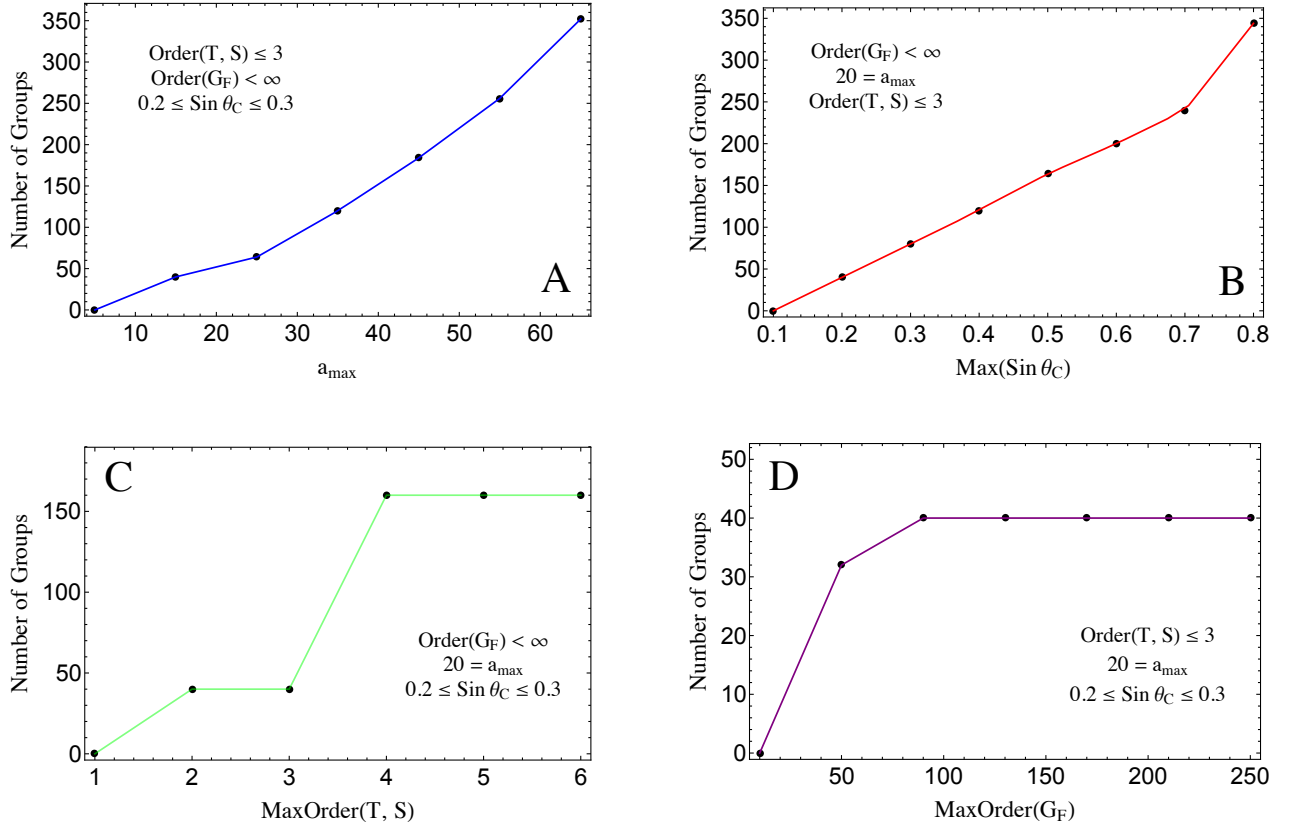 350
300
250
200
150
100
50
0
Number of Groups
Order(T, S) ≤ 3
Order(G_F) < ∞
0.2 ≤ Sin θ_C ≤ 0.3
A
10 20 30 40 50 60
a_max
350
300
250
200
150
100
50
0
Number of Groups
Order(G_F) < ∞
20 = a_max
Order(T, S) ≤ 3
B
0.1 0.2 0.3 0.4 0.5 0.6 0.7 0.8
Max(Sin θ_C)
C
150
100
50
0
Number of Groups
Order(G_F) < ∞
20 = a_max
0.2 ≤ Sin θ_C ≤ 0.3
1 2 3 4 5 6
MaxOrder(T, S)
D
50
40
30
20
10
0
Number of Groups
Order(T, S) ≤ 3
20 = a_max
0.2 ≤ Sin θ_C ≤ 0.3
50 100 150 200 250
MaxOrder(G_F)